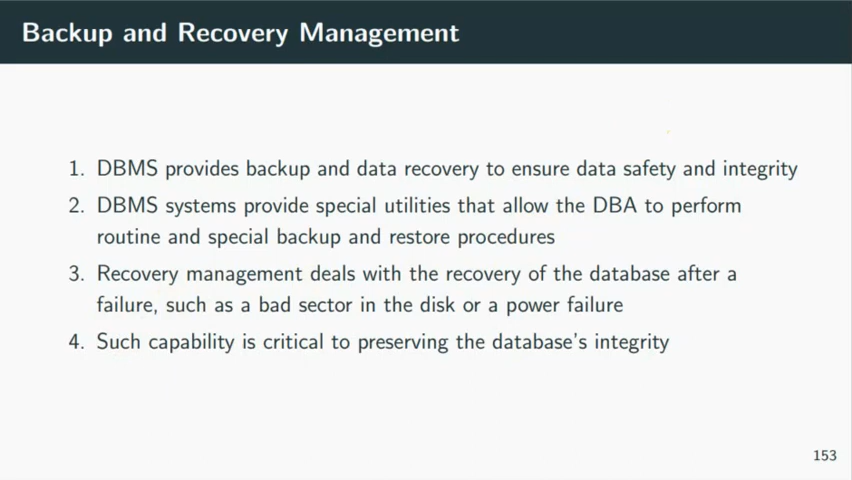 Backup and Recovery Management
1. DBMS provides backup and data recovery to ensure data safety and integrity
2. DBMS systems provide special utilities that allow the DBA to perform
routine and special backup and restore procedures
3. Recovery management deals with the recovery of the database after a
failure, such as a bad sector in the disk or a power failure
4. Such capability is critical to preserving the database's integrity
153